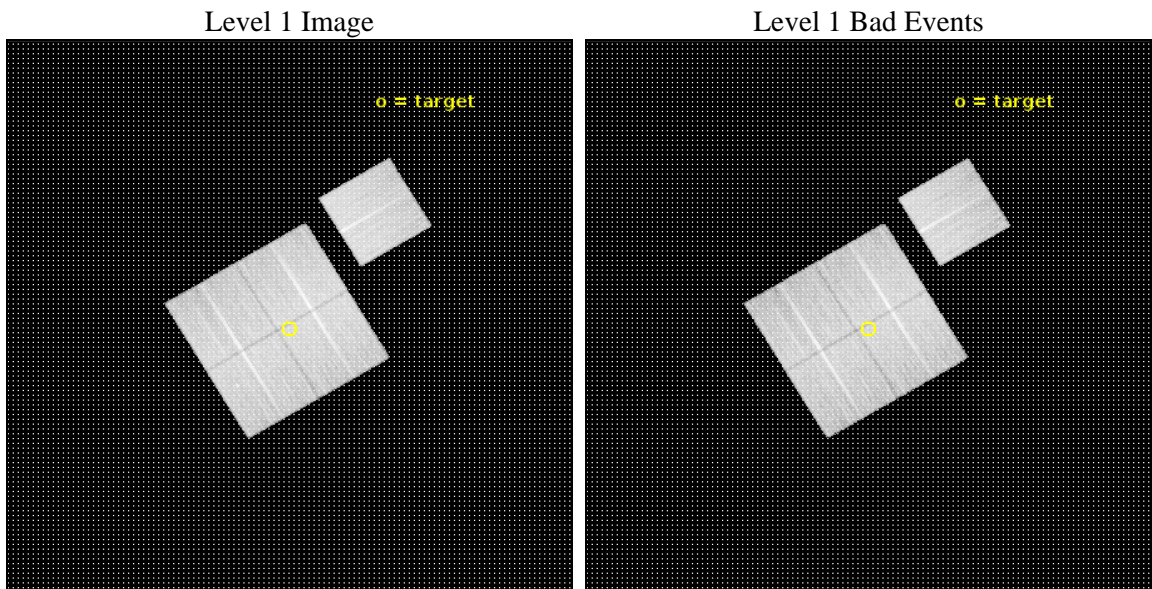 Level 1 Image
Level 1 Bad Events
o = target
o = target